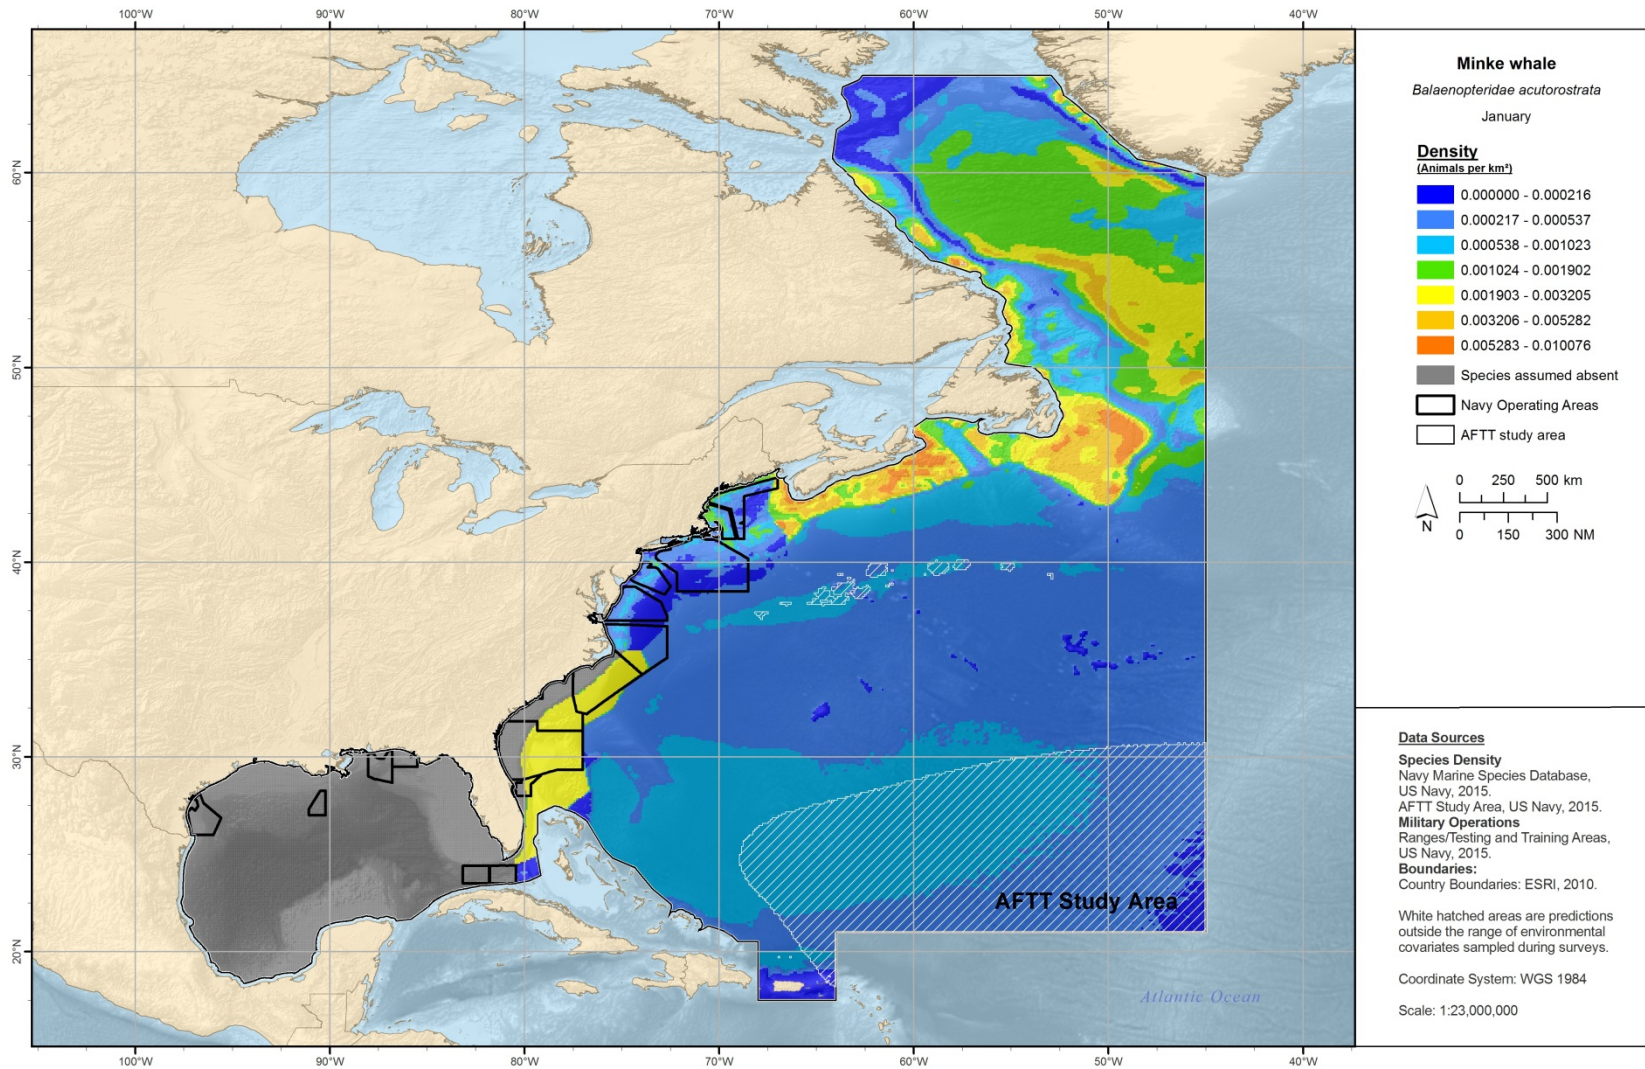 100°W 90°W 80°W 70°W 60°W 50°W 40°W
60°N
50°N
40°N
30°N
20°N
AFTT Study Area
Atlantic Ocean
100°W 90°W 80°W 70°W 60°W 50°W 40°W
Minke whale
Balaenopteridae acutorostrata
January
Density
(Animals per km²)
0.000000 - 0.000216
0.000217 - 0.000537
0.000538 - 0.001023
0.001024 - 0.001902
0.001903 - 0.003205
0.003206 - 0.005282
0.005283 - 0.010076
Species assumed absent
Navy Operating Areas
AFTT study area
0 250 500 km
N
0 150 300 NM
Data Sources
Species Density
Navy Marine Species Database,
US Navy, 2015.
AFTT Study Area, US Navy, 2015.
Military Operations
Ranges/Testing and Training Areas,
US Navy, 2015.
Boundaries:
Country Boundaries: ESRI, 2010.
White hatched areas are predictions
outside the range of environmental
covariates sampled during surveys.
Coordinate System: WGS 1984
Scale: 1:23,000,000